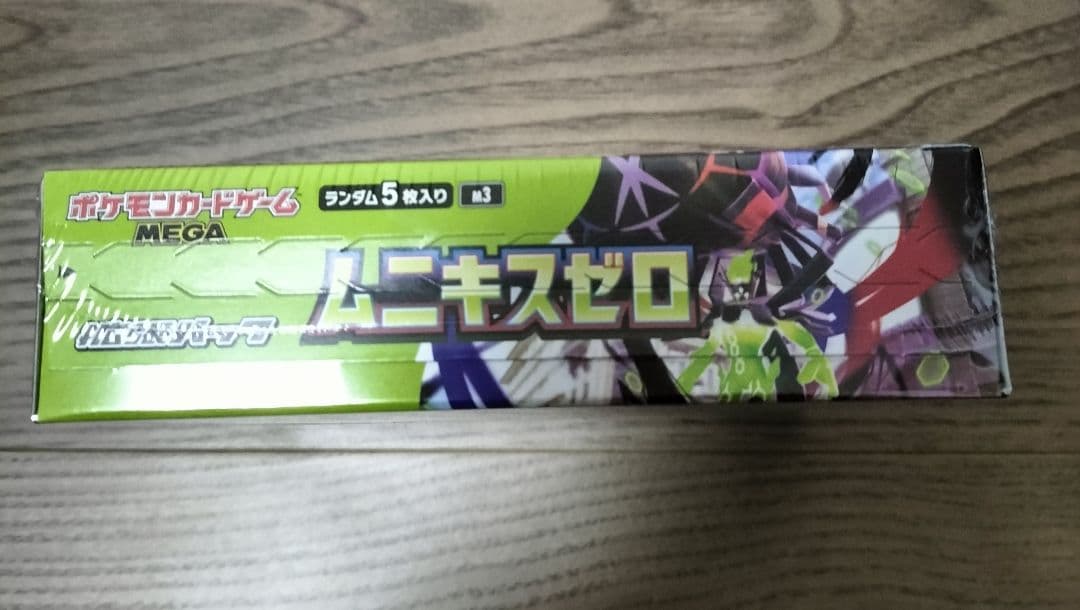 ポケモンカードゲーム
MEGA
ランダム5枚入り M3
拡張パック
ムニキスゼロ